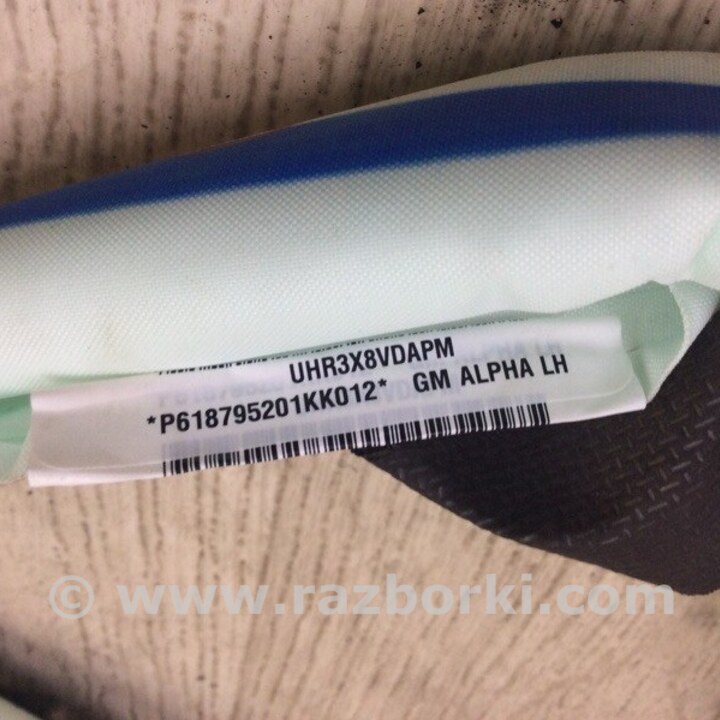 UHR3X8VDAPM
*P618795201KK012* GM ALPHA LH
© www.razborki.com